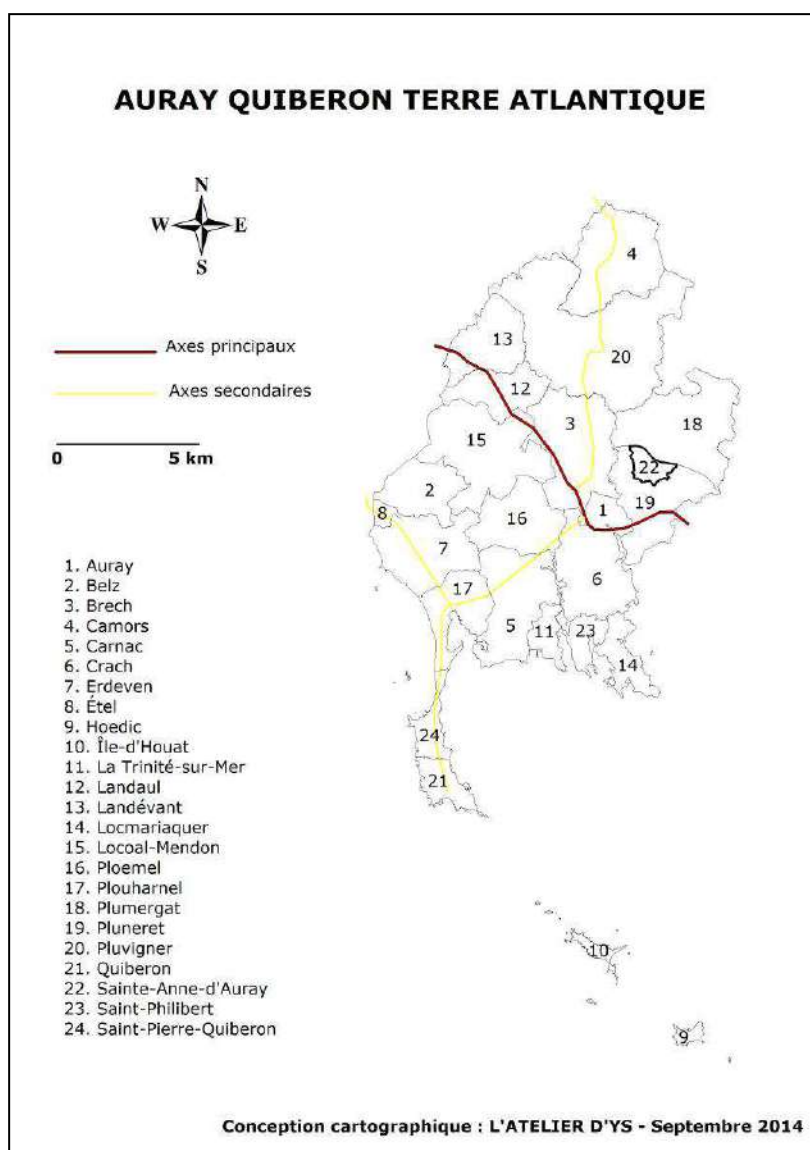 AURAY QUIBERON TERRE ATLANTIQUE
N
W E
S
4
Axes principaux
13
20
Axes secondaires
12
3
18
15
0 5 km
22
2
19
8
1
16
7
1. Auray
6
2. Belz
17
3. Brech
5
11
23
4. Camors
14
5. Carnac
6. Crach
7. Erdeven
8. Étel
9. Hoedic
24
10. Île-d'Houat
11. La Trinité-sur-Mer
21
12. Landaul
13. Landévant
14. Locmariaquer
15. Locoal-Mendon
16. Ploemel
17. Plouharnel
18. Plumergat
19. Pluneret
20. Pluvigner
10
21. Quiberon
22. Sainte-Anne-d'Auray
23. Saint-Philibert
24. Saint-Pierre-Quiberon
9
Conception cartographique : L'ATELIER D'YS - Septembre 2014